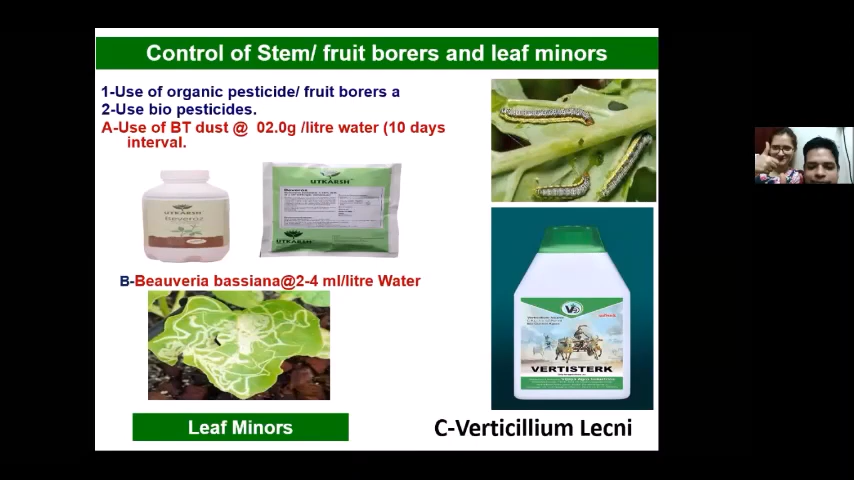 Control of Stem/ fruit borers and leaf minors
1-Use of organic pesticide/ fruit borers a
2-Use bio pesticides.
A-Use of BT dust @ 02.0g /litre water (10 days
interval.
UTKARSH
UTKARSH
UTKARSH
B-Beauveria bassiana@2-4 ml/litre Water
VERTISTERK
Leaf Minors
C-Verticillium Lecni